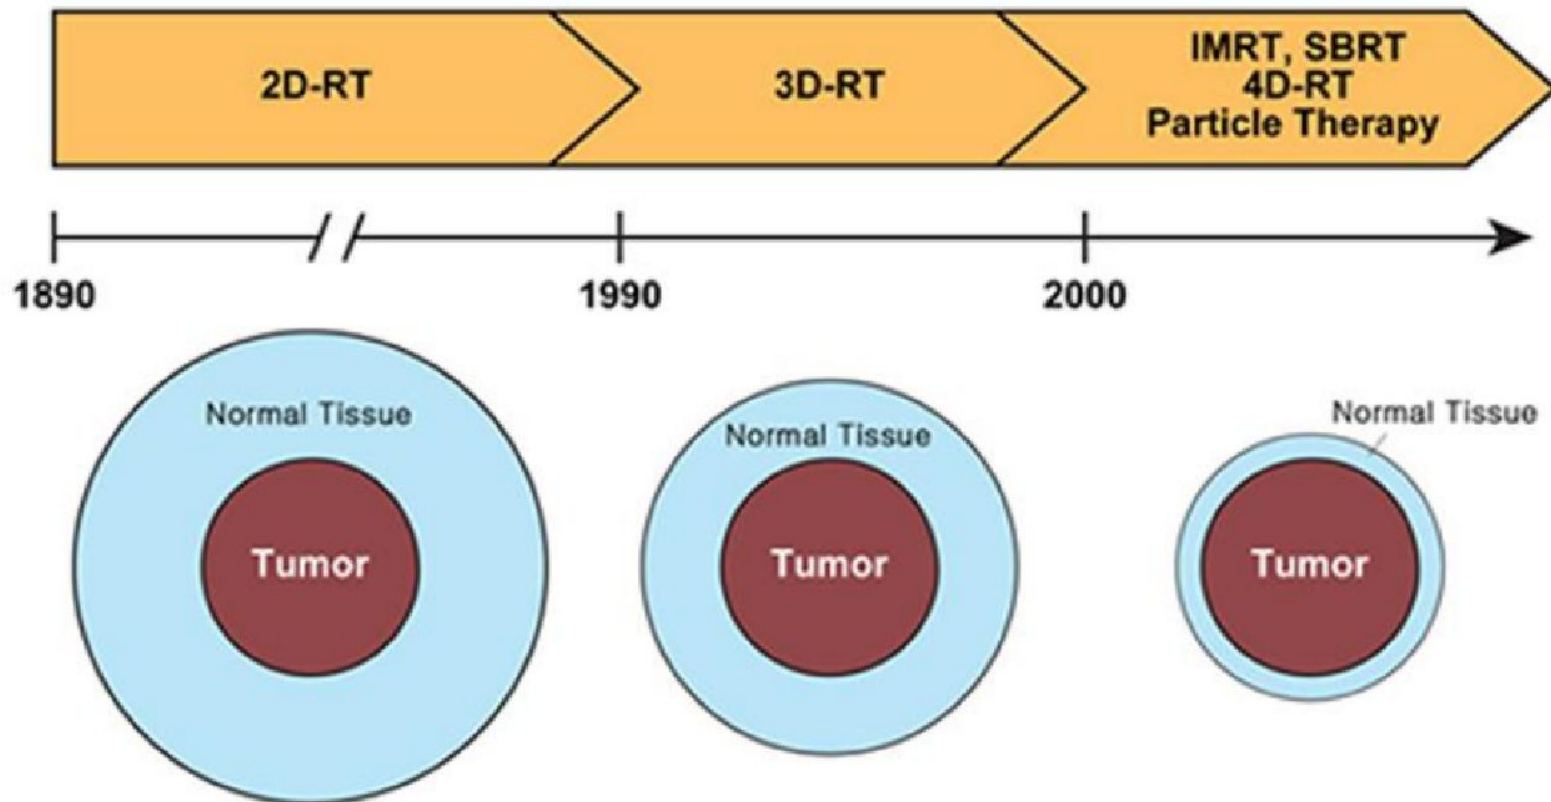 2D-RT
3D-RT
IMRT, SBRT
4D-RT
Particle Therapy
1890
1990
2000
Normal Tissue
Tumor
Normal Tissue
Tumor
Normal Tissue
Tumor